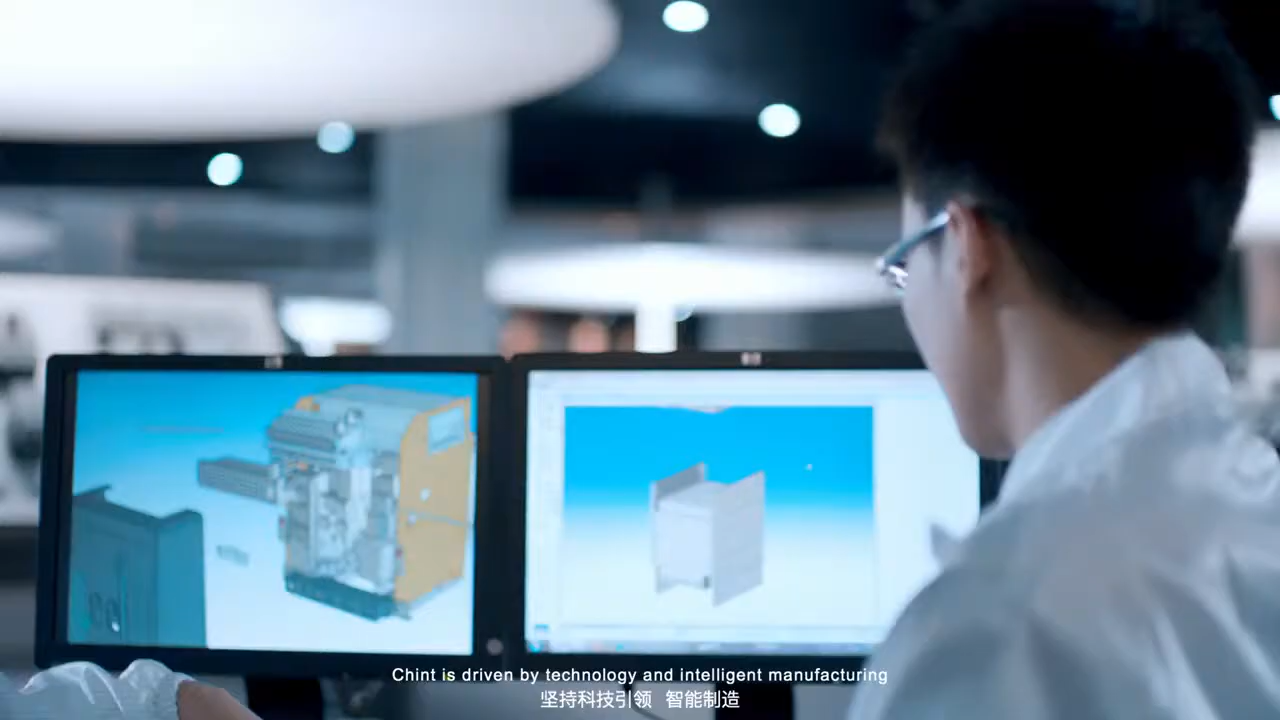 Chint is driven by technology and intelligent manufacturing
坚持科技引领 智能制造